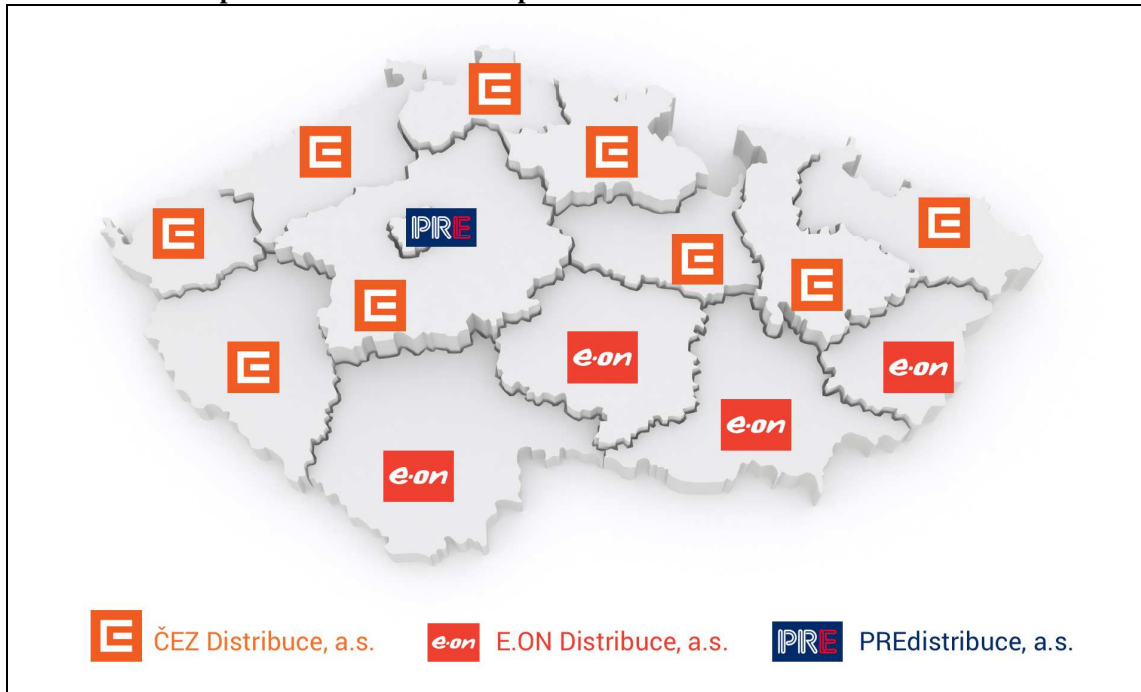 PRE
e·on
e·on
e·on
e·on
ČEZ Distribuce, a.s.
e·on E.ON Distribuce, a.s.
PRE PREdistribuce, a.s.